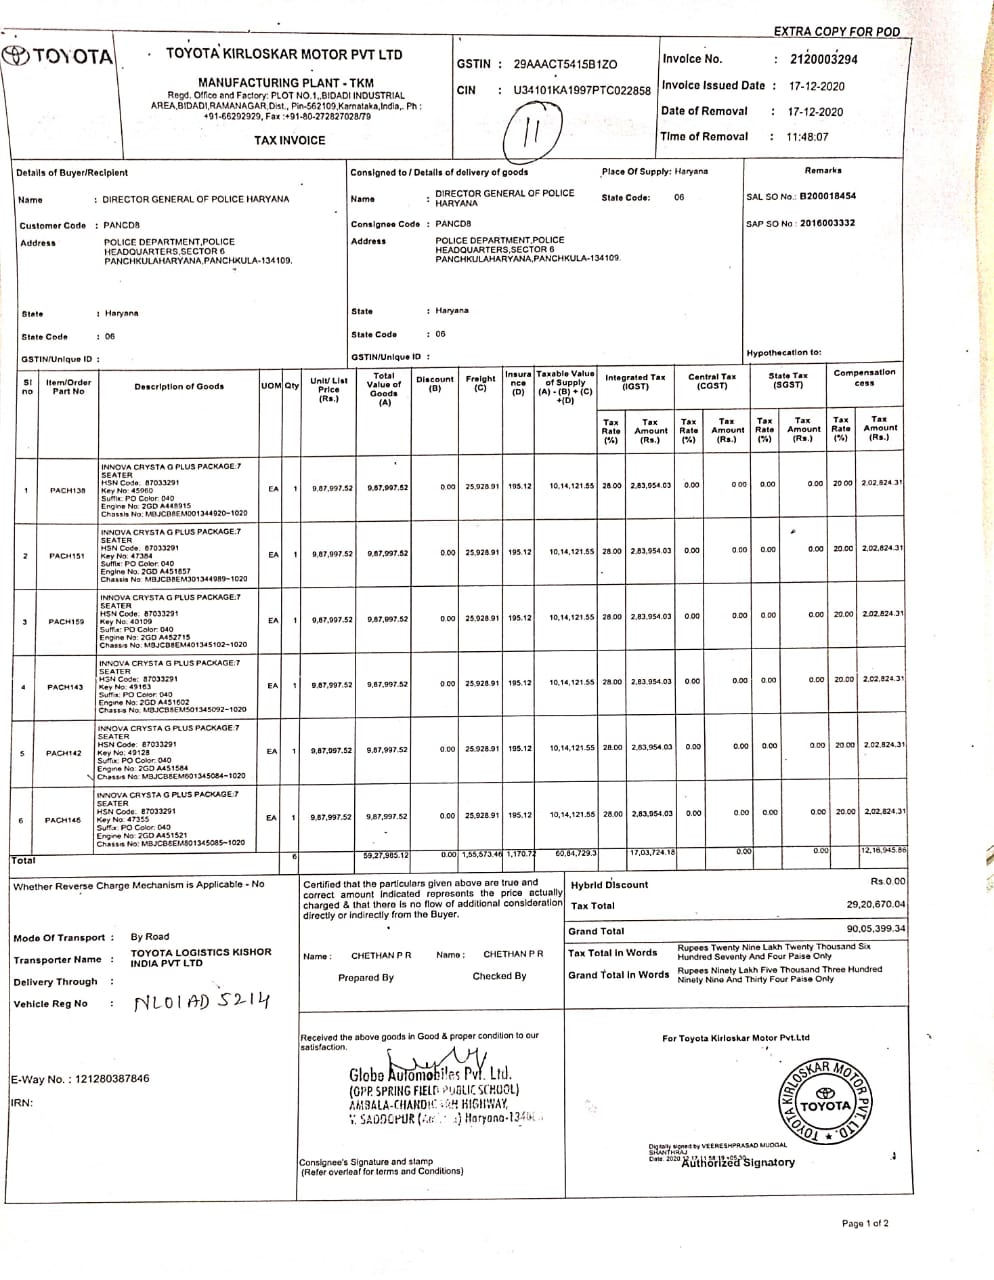 EXTRA COPY FOR POD
TOYOTA
TOYOTA KIRLOSKAR MOTOR PVT LTD
MANUFACTURING PLANT - TKM
Regd. Office and Factory: PLOT NO.1,,BIDADI INDUSTRIAL
AREA,BIDADI,RAMANAGAR,Dist., Pin-562109,Karnataka,India,. Ph :
+91-66292929, Fax :+91-80-272827028/79
TAX INVOICE
GSTIN : 29AAACT5415B1ZO
CIN : U34101KA1997PTC022858
11
Invoice No. : 2120003294
Invoice Issued Date : 17-12-2020
Date of Removal : 17-12-2020
Time of Removal : 11:48:07
Details of Buyer/Recipient
Name : DIRECTOR GENERAL OF POLICE HARYANA
Customer Code : PANCD8
Address POLICE DEPARTMENT,POLICE
HEADQUARTERS,SECTOR 6
PANCHKULAHARYANA,PANCHKULA-134109.
State : Haryana
State Code : 06
GSTIN/Unique ID :
Consigned to / Details of delivery of goods
Name : DIRECTOR GENERAL OF POLICE
HARYANA
Consignee Code : PANCD8
Address POLICE DEPARTMENT,POLICE
HEADQUARTERS,SECTOR 6
PANCHKULAHARYANA,PANCHKULA-134109.
State : Haryana
State Code : 06
GSTIN/Unique ID :
Place Of Supply: Haryana
State Code: 06
Remarks
SAL SO No.: B200018454
SAP SO No : 2016003332
Hypothecation to:
Sl no Item/Order Part No Description of Goods UOM Qty Unit/ List Price (Rs.) Total Value of Goods (A) Discount (B) Freight (C) Insura nce (D) Taxable Value of Supply (A) - (B) + (C) +(D) Integrated Tax (IGST) Central Tax (CGST) State Tax (SGST) Compensation cess
Tax Rate (%) Tax Amount (Rs.) Tax Rate (%) Tax Amount (Rs.) Tax Rate (%) Tax Amount (Rs.) Tax Rate (%) Tax Amount (Rs.)
INNOVA CRYSTA G PLUS PACKAGE:7
SEATER
HSN Code: 87033291
Key No: 45960
Suffix: PO Color: 040
Engine No: 2GD A448915
Chassis No: MBJCB8EM001344920-1020
1 PACH138 EA 1 9,87,997.52 9,87,997.52 0.00 25,928.91 195.12 10,14,121.55 28.00 2,83,954.03 0.00 0.00 0.00 0.00 20.00 2,02,824.31
INNOVA CRYSTA G PLUS PACKAGE:7
SEATER
HSN Code: 87033291
Key No: 47384
Suffix: PO Color: 040
Engine No: 2GD A451657
Chassis No: MBJCB8EM301344989-1020
2 PACH151 EA 1 9,87,997.52 9,87,997.52 0.00 25,928.91 195.12 10,14,121.55 28.00 2,83,954.03 0.00 0.00 0.00 0.00 20.00 2,02,824.31
INNOVA CRYSTA G PLUS PACKAGE:7
SEATER
HSN Code: 87033291
Key No: 40109
Suffix: PO Color: 040
Engine No: 2GD A452715
Chassis No: MBJCB8EM401345102-1020
3 PACH159 EA 1 9,87,997.52 9,87,997.52 0.00 25,928.91 195.12 10,14,121.55 28.00 2,83,954.03 0.00 0.00 0.00 0.00 20.00 2,02,824.31
INNOVA CRYSTA G PLUS PACKAGE:7
SEATER
HSN Code: 87033291
Key No: 49163
Suffix: PO Color: 040
Engine No: 2GD A451602
Chassis No: MBJCB8EM501345092-1020
4 PACH143 EA 1 9,87,997.52 9,87,997.52 0.00 25,928.91 195.12 10,14,121.55 28.00 2,83,954.03 0.00 0.00 0.00 0.00 20.00 2,02,824.31
INNOVA CRYSTA G PLUS PACKAGE:7
SEATER
HSN Code: 87033291
Key No: 49128
Suffix: PO Color: 040
Engine No: 2GD A451584
Chassis No: MBJCB8EM601345084-1020
5 PACH142 EA 1 9,87,997.52 9,87,997.52 0.00 25,928.91 195.12 10,14,121.55 28.00 2,83,954.03 0.00 0.00 0.00 0.00 20.00 2,02,824.31
INNOVA CRYSTA G PLUS PACKAGE:7
SEATER
HSN Code: 87033291
Key No: 47355
Suffix: PO Color: 040
Engine No: 2GD A451521
Chassis No: MBJCB8EM801345085-1020
6 PACH146 EA 1 9,87,997.52 9,87,997.52 0.00 25,928.91 195.12 10,14,121.55 28.00 2,83,954.03 0.00 0.00 0.00 0.00 20.00 2,02,824.31
Total 6 59,27,985.12 0.00 1,55,573.46 1,170.72 60,84,729.3 17,03,724.18 0.00 0.00 12,16,945.86
Whether Reverse Charge Mechanism is Applicable - No
Mode Of Transport : By Road
Transporter Name : TOYOTA LOGISTICS KISHOR
INDIA PVT LTD
Delivery Through :
Vehicle Reg No : NL01AD5214
E-Way No. : 121280387846
IRN:
Certified that the particulars given above are true and
correct amount indicated represents the price actually
charged & that there is no flow of additional consideration
directly or indirectly from the Buyer.
Name : CHETHAN P R Name : CHETHAN P R
Prepared By Checked By
Hybrid Discount Rs.0.00
Tax Total 29,20,670.04
Grand Total 90,05,399.34
Tax Total In Words Rupees Twenty Nine Lakh Twenty Thousand Six
Hundred Seventy And Four Paise Only
Grand Total In Words Rupees Ninety Lakh Five Thousand Three Hundred
Ninety Nine And Thirty Four Paise Only
Received the above goods in Good & proper condition to our
satisfaction.
Globe Automobiles Pvt. Ltd.
(OPP. SPRING FIELD PUBLIC SCHOOL)
AMBALA-CHANDIGARH HIGHWAY,
V. SADDOPUR Haryana
Consignee's Signature and stamp
(Refer overleaf for terms and Conditions)
For Toyota Kirloskar Motor Pvt.Ltd
TOYOTA KIRLOSKAR MOTOR PVT. LTD.
TOYOTA
Digitally signed by VEERESHPRASAD MUDGAL
SHANTHRAJ
Date: 2020.12.17 11:58:19 +05:30
Authorized Signatory
Page 1 of 2